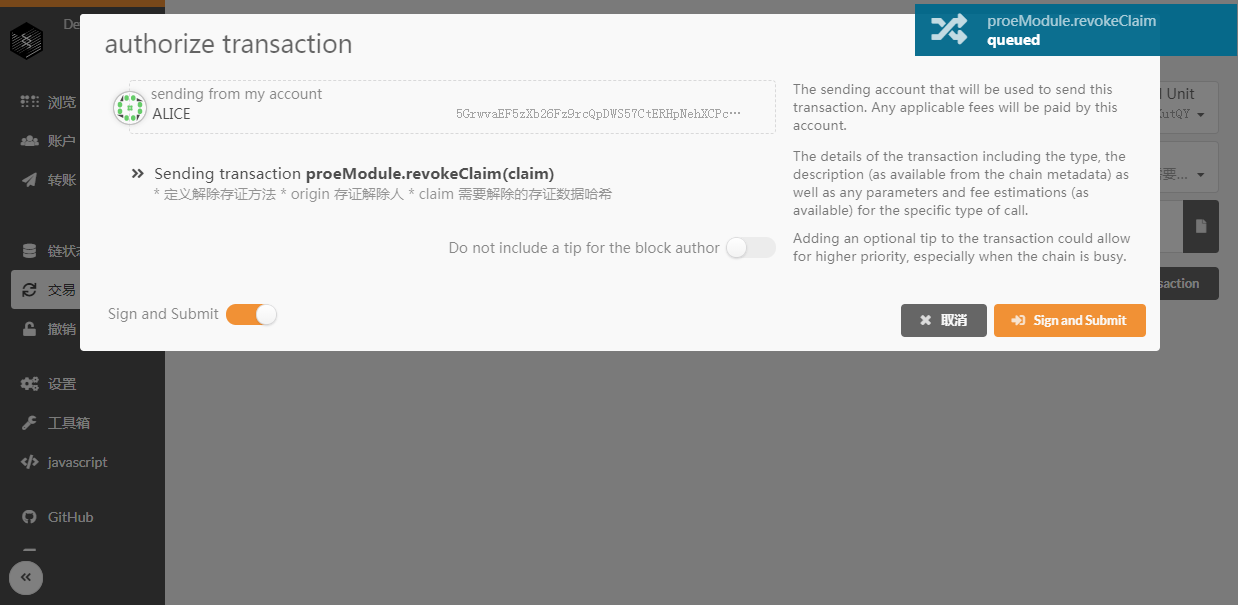 De
proeModule.revokeClaim
queued
authorize transaction
sending from my account
ALICE
5GrwvaEF5zXb26Fz9rcQpDWS57CtERHpNehXCPc…
The sending account that will be used to send this
transaction. Any applicable fees will be paid by this
account.
Sending transaction proeModule.revokeClaim(claim)
* 定义解除存证方法 * origin 存证解除人 * claim 需要解除的存证数据哈希
The details of the transaction including the type, the
description (as available from the chain metadata) as
well as any parameters and fee estimations (as
available) for the specific type of call.
Do not include a tip for the block author
Adding an optional tip to the transaction could allow
for higher priority, especially when the chain is busy.
Sign and Submit
取消
Sign and Submit
浏览
账户
转账
链状态
交易
撤销
设置
工具箱
javascript
GitHub
Unit
utQY
要...
saction